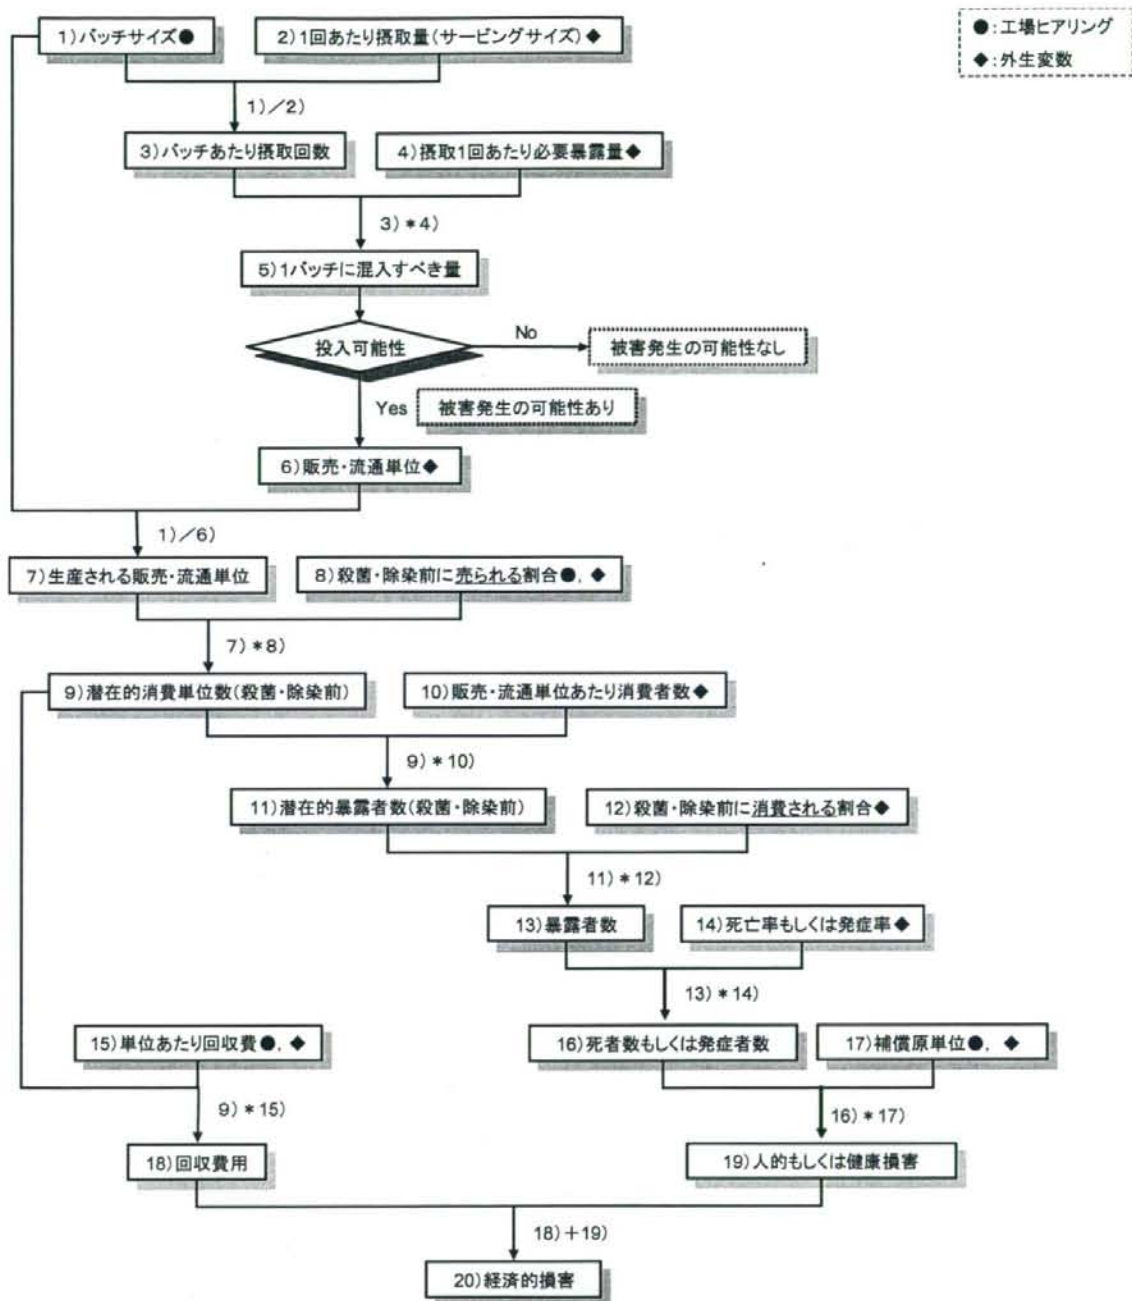 1)バッチサイズ●
2)1回あたり摂取量(サービングサイズ)◆
●:工場ヒアリング
◆:外生変数
1)／2)
3)バッチあたり摂取回数
4)摂取1回あたり必要暴露量◆
3)＊4)
5)1バッチに混入すべき量
投入可能性
No
被害発生の可能性なし
Yes
被害発生の可能性あり
6)販売・流通単位◆
1)／6)
7)生産される販売・流通単位
8)殺菌・除染前に売られる割合●、◆
7)＊8)
9)潜在的消費単位数(殺菌・除染前)
10)販売・流通単位あたり消費者数◆
9)＊10)
11)潜在的暴露者数(殺菌・除染前)
12)殺菌・除染前に消費される割合◆
11)＊12)
13)暴露者数
14)死亡率もしくは発症率◆
13)＊14)
15)単位あたり回収費●、◆
16)死者数もしくは発症者数
17)補償原単位●、◆
9)＊15)
16)＊17)
18)回収費用
19)人的もしくは健康損害
18)＋19)
20)経済的損害